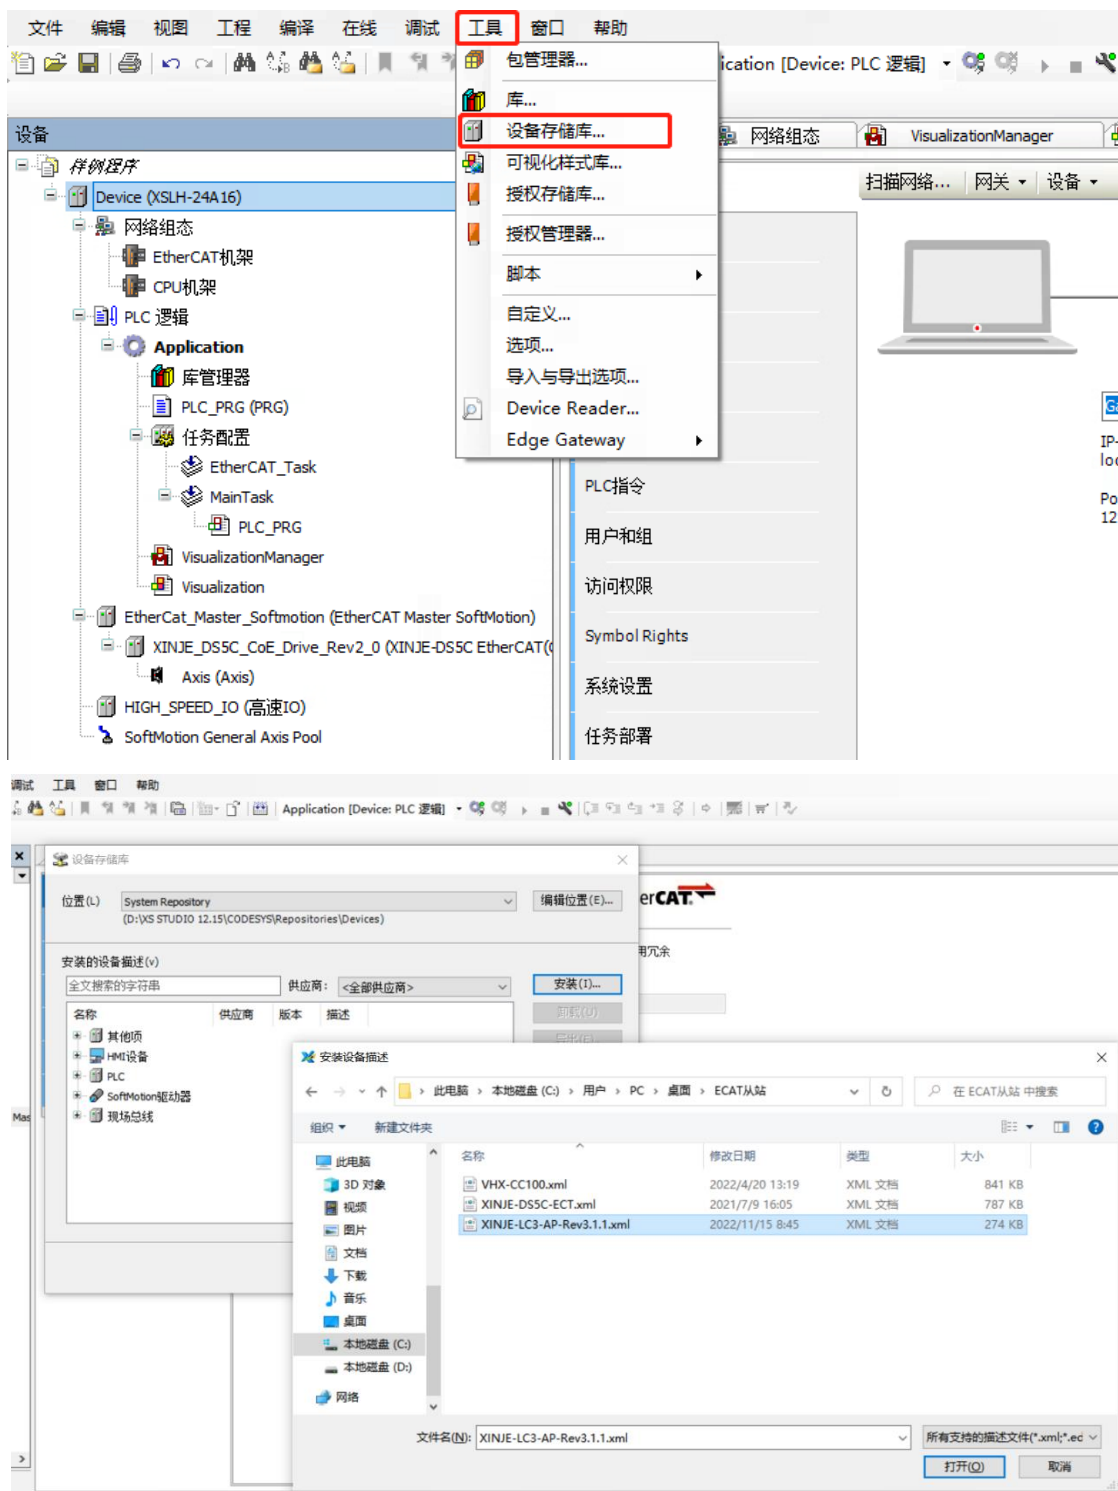 文件 编辑 视图 工程 编译 在线 调试 工具 窗口 帮助
包管理器...
ication [Device: PLC 逻辑]
库...
设备 设备存储库... 网络组态 VisualizationManager
样例程序 可视化样式库...
扫描网络... 网关 设备
Device (XSLH-24A16) 授权存储库...
网络组态 授权管理器...
EtherCAT机架
脚本
CPU机架
PLC 逻辑 自定义...
Application 选项...
库管理器 导入与导出选项...
PLC_PRG (PRG) Device Reader...
任务配置 Edge Gateway
IP-
EtherCAT_Task
PLC指令
MainTask
Po
12
PLC_PRG
用户和组
VisualizationManager
Visualization
访问权限
EtherCat_Master_Softmotion (EtherCAT Master SoftMotion)
Symbol Rights
XINJE_DS5C_CoE_Drive_Rev2_0 (XINJE-DS5C EtherCAT(
Axis (Axis)
系统设置
HIGH_SPEED_IO (高速IO)
SoftMotion General Axis Pool
任务部署
调试 工具 窗口 帮助
Application [Device: PLC 逻辑]
设备存储库
位置(L) System Repository 编辑位置(E)... erCAT.
(D:\XS STUDIO 12.15\CODESYS\Repositories\Devices)
用冗余
安装的设备描述(v)
全文搜索的字符串 供应商: <全部供应商> 安装(I)...
名称 供应商 版本 描述 卸载(U)
其他项
HMI设备
PLC
SoftMotion驱动器
现场总线
Mas
安装设备描述
此电脑 本地磁盘 (C:) 用户 PC 桌面 ECAT从站 在 ECAT从站 中搜索
组织 新建文件夹
名称 修改日期 类型 大小
VHX-CC100.xml 2022/4/20 13:19 XML 文档 841 KB
XINJE-DS5C-ECT.xml 2021/7/9 16:05 XML 文档 787 KB
XINJE-LC3-AP-Rev3.1.1.xml 2022/11/15 8:45 XML 文档 274 KB
此电脑
3D 对象
视频
图片
文档
下载
音乐
桌面
本地磁盘 (C:)
本地磁盘 (D:)
网络
文件名(N): XINJE-LC3-AP-Rev3.1.1.xml 所有支持的描述文件(*.xml;*.ec
打开(O) 取消